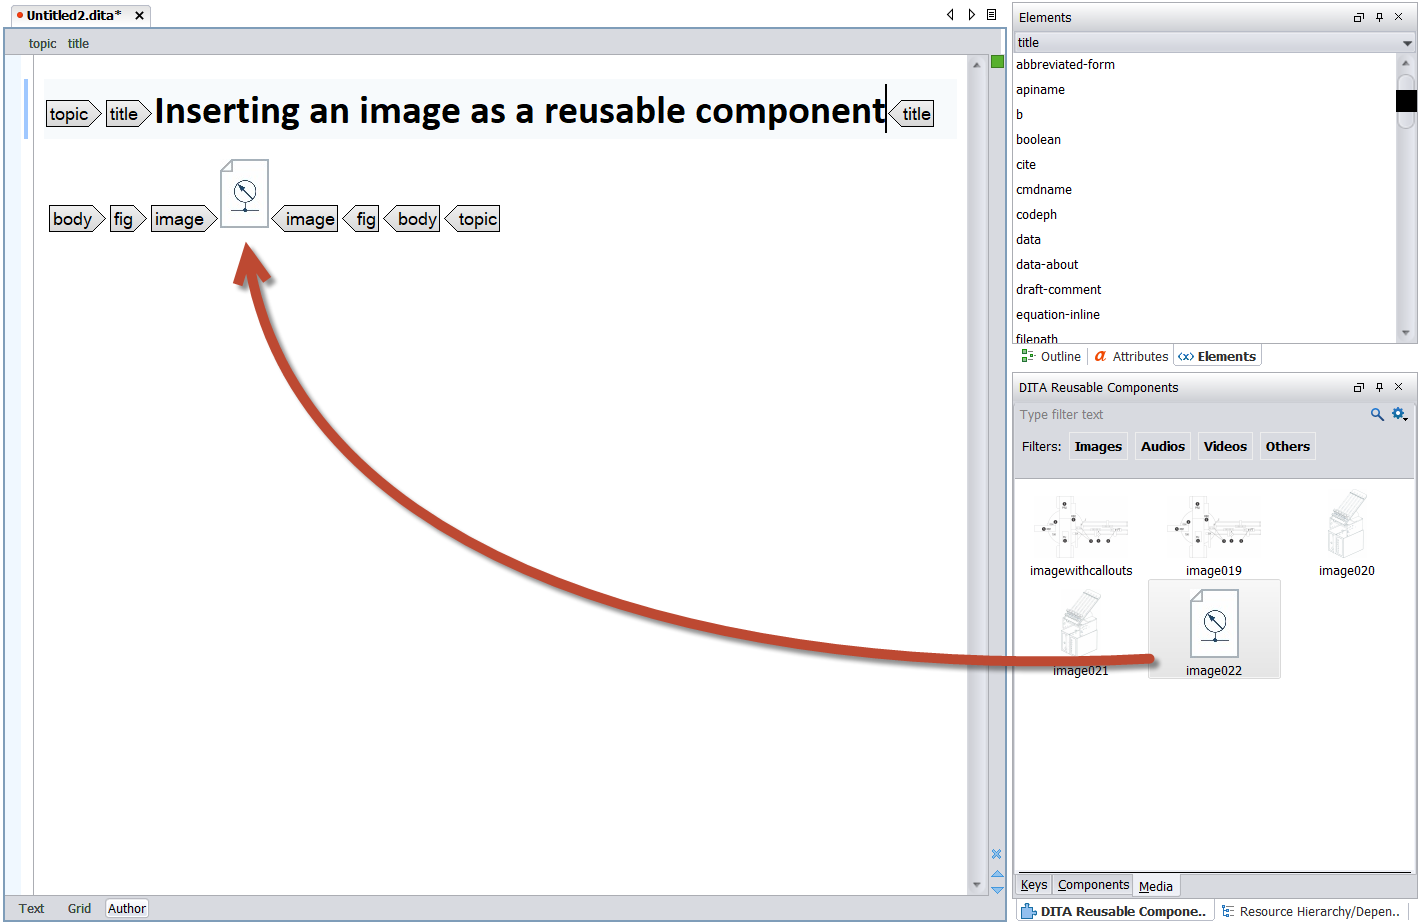 Untitled2.dita*
topic title
topic title Inserting an image as a reusable component title
body fig image image fig body topic
Text Grid Author
Elements
title
abbreviated-form
apiname
b
boolean
cite
cmdname
codeph
data
data-about
draft-comment
equation-inline
filepath
Outline a Attributes <x> Elements
DITA Reusable Components
Type filter text
Filters: Images Audios Videos Others
imagewithcallouts image019 image020
image021 image022
Keys Components Media
DITA Reusable Compone.. Resource Hierarchy/Depen..